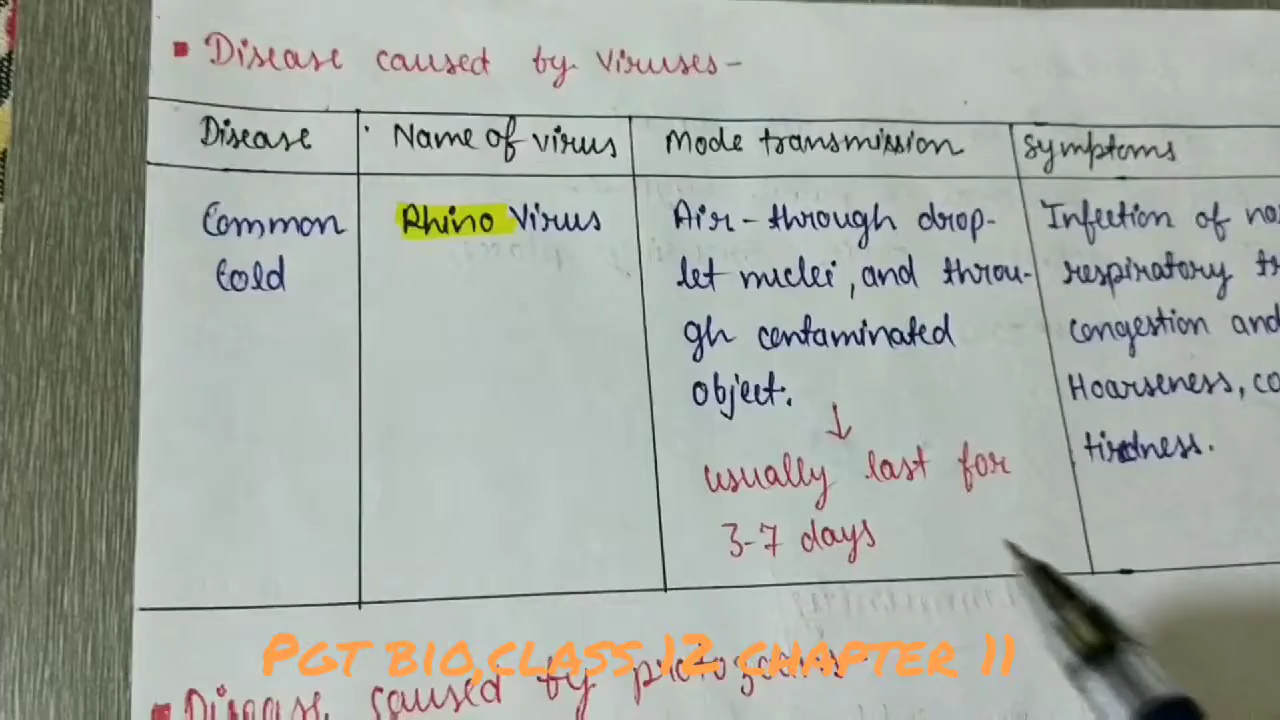 Disease caused by Viruses-
Disease
Name of virus
Mode transmission
Symptoms
Common
Cold
Rhino Virus
Air - through drop-
let nuclei, and throu-
gh contaminated
object.
↓
usually last for
3-7 days
Infection of
respiratory
congestion and
Hoarseness,
tirdness.
Disease caused by protozoans-
PGT BIO,CLASS 12 CHAPTER 11